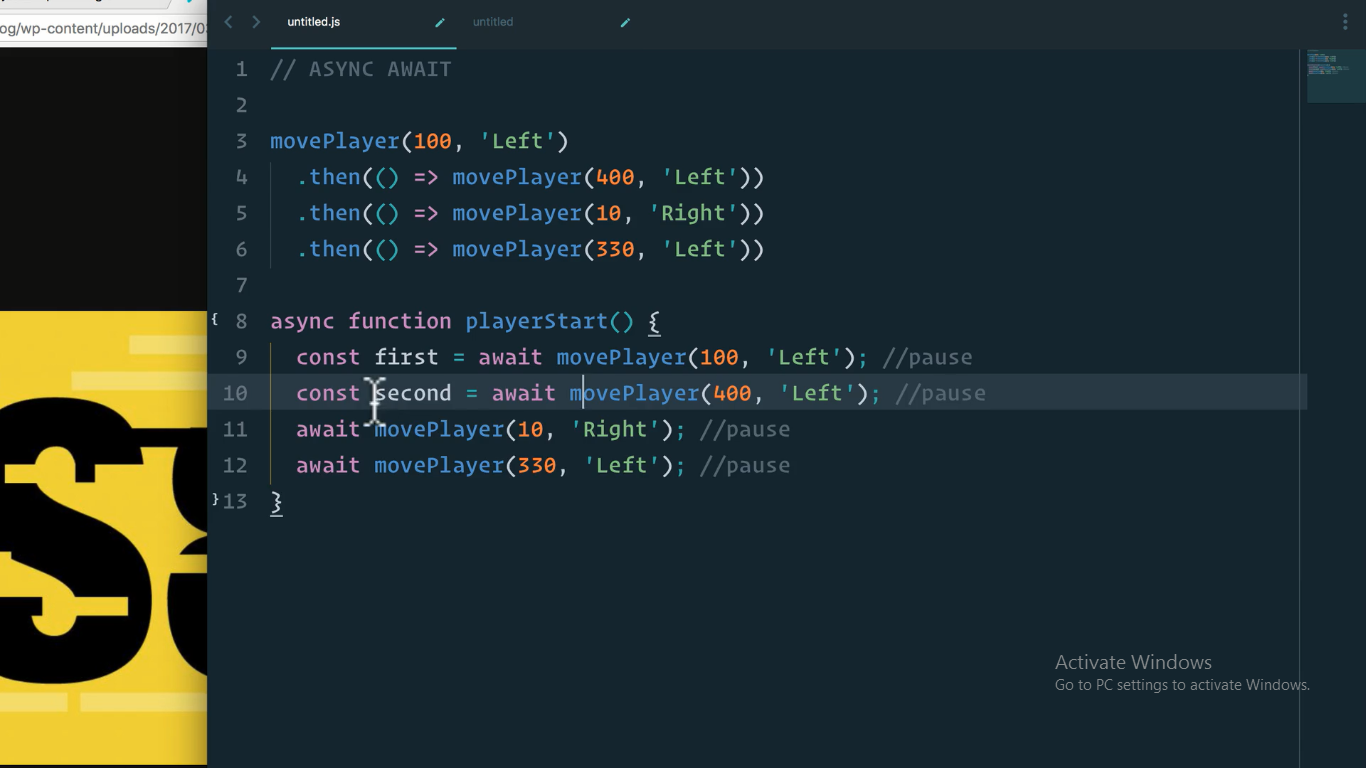 og/wp-content/uploads/2017/03
untitled.js
untitled
1 // ASYNC AWAIT
2
3 movePlayer(100, 'Left')
4 .then(() => movePlayer(400, 'Left'))
5 .then(() => movePlayer(10, 'Right'))
6 .then(() => movePlayer(330, 'Left'))
7
{ 8 async function playerStart() {
9 const first = await movePlayer(100, 'Left'); //pause
10 const second = await movePlayer(400, 'Left'); //pause
11 await movePlayer(10, 'Right'); //pause
12 await movePlayer(330, 'Left'); //pause
} 13 }
Activate Windows
Go to PC settings to activate Windows.